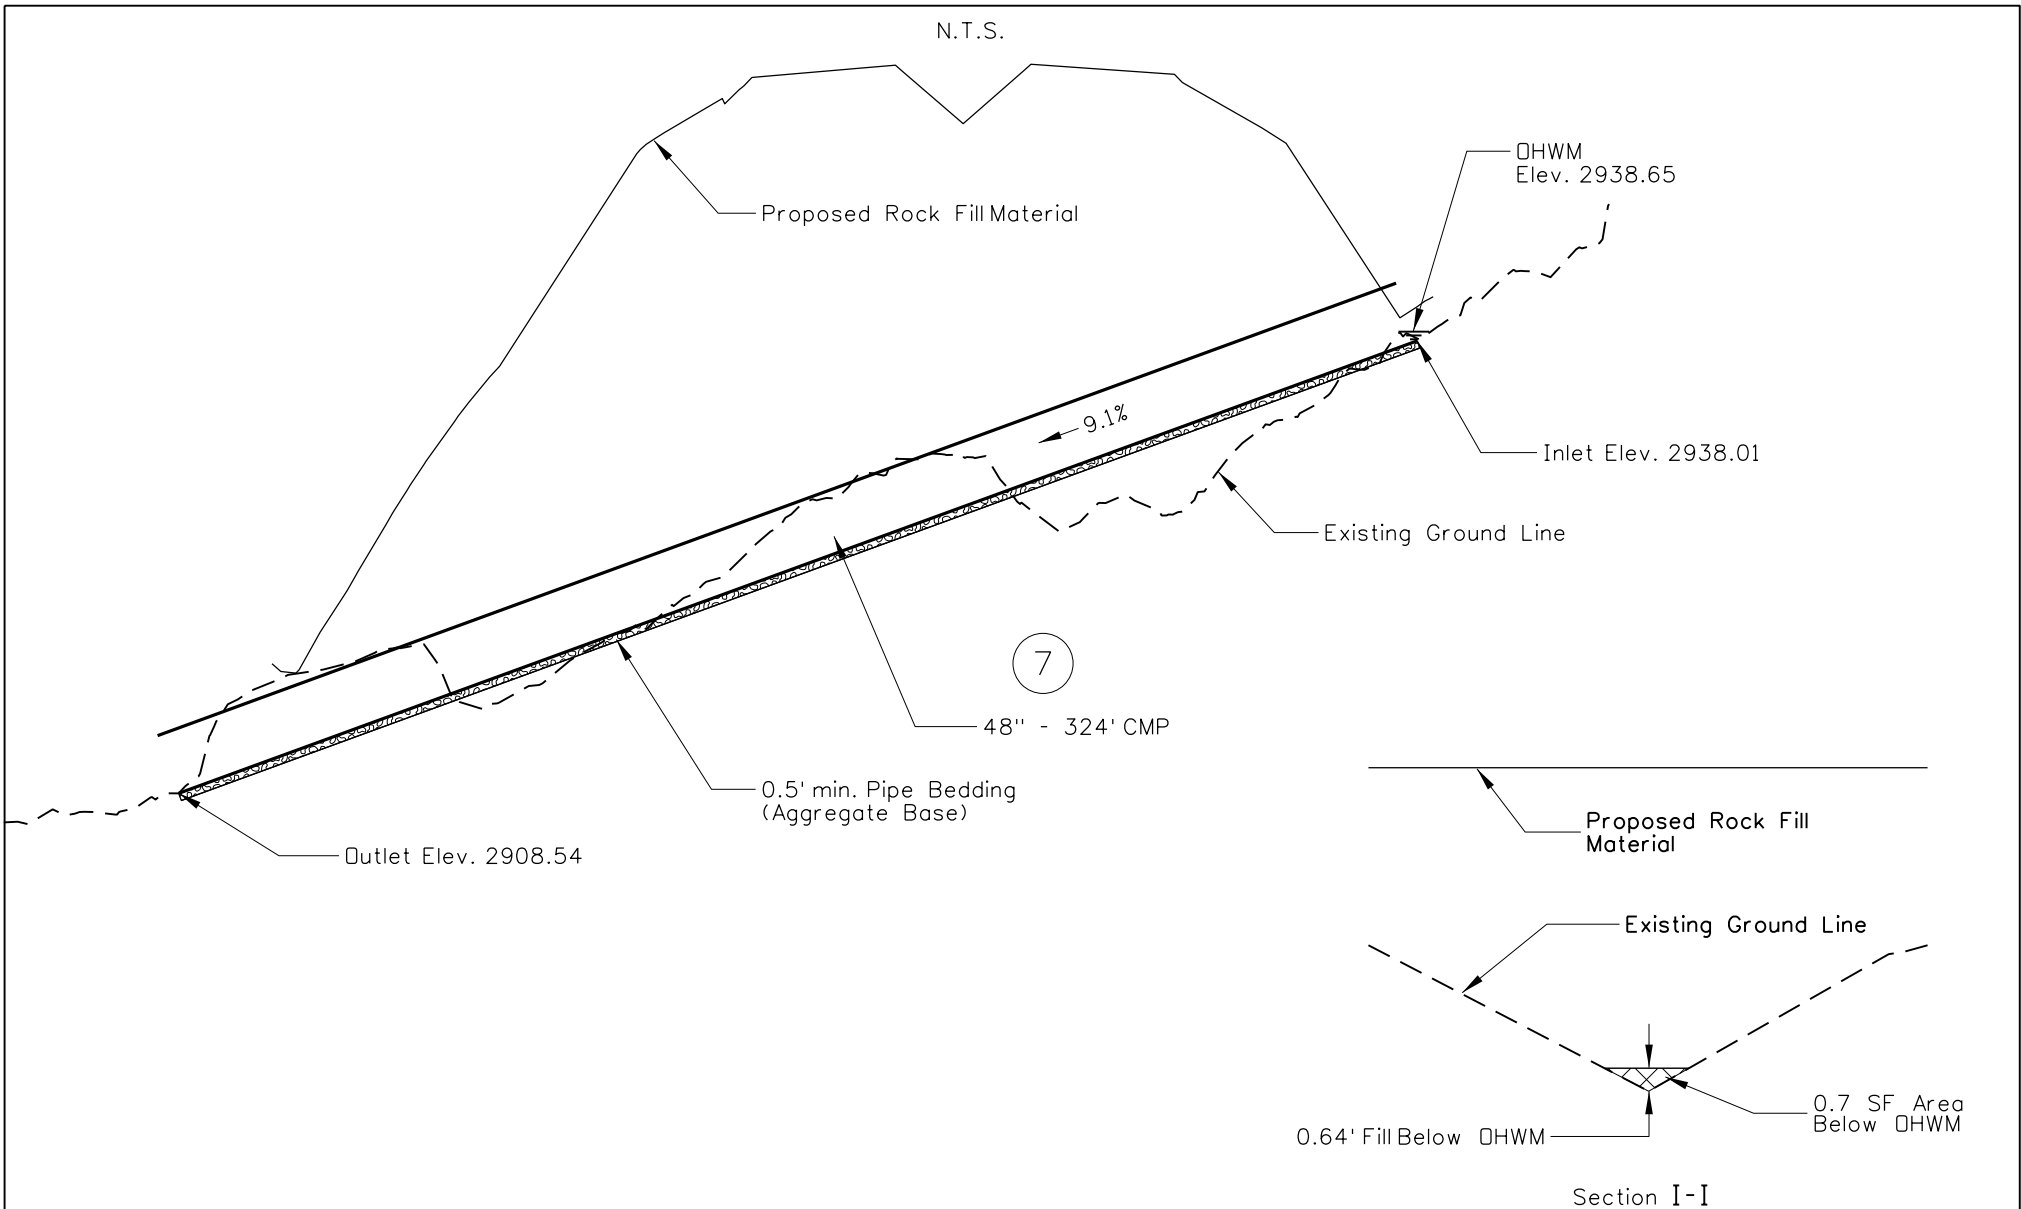 N.T.S.
OHWM
Elev. 2938.65
Proposed Rock Fill Material
9.1%
Inlet Elev. 2938.01
Existing Ground Line
7
48" - 324' CMP
0.5' min. Pipe Bedding
(Aggregate Base)
Outlet Elev. 2908.54
Proposed Rock Fill
Material
Existing Ground Line
0.7 SF Area
Below OHWM
0.64' Fill Below OHWM
Section I-I